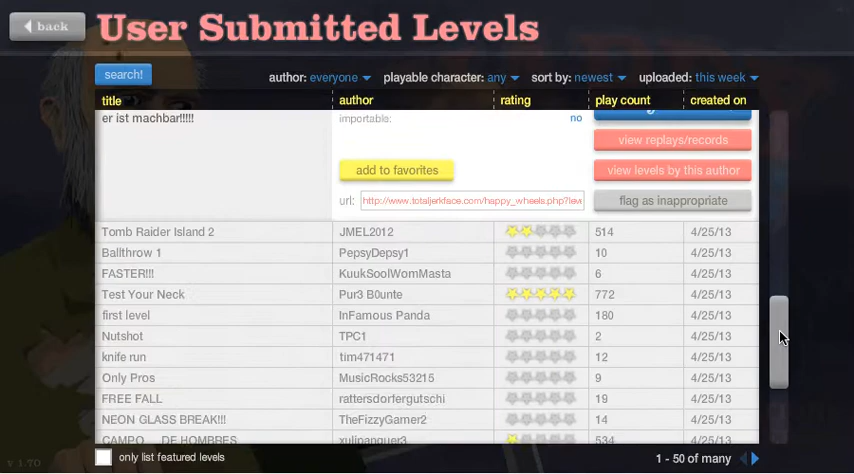 back
User Submitted Levels
search!
author: everyone playable character: any sort by: newest uploaded: this week
title author rating play count created on
er ist machbar!!!!!
importable: no
view replays/records
add to favorites
view levels by this author
url: http://www.totaljerkface.com/happy_wheels.php?leve
flag as inappropriate
Tomb Raider Island 2 JMEL2012 514 4/25/13
Ballthrow 1 PepsyDepsy1 10 4/25/13
FASTER!!! KuukSoolWomMasta 6 4/25/13
Test Your Neck Pur3 B0unte 772 4/25/13
first level InFamous Panda 180 4/25/13
Nutshot TPC1 2 4/25/13
knife run tim471471 12 4/25/13
Only Pros MusicRocks53215 9 4/25/13
FREE FALL rattersdorfergutschi 19 4/25/13
NEON GLASS BREAK!!! TheFizzyGamer2 14 4/25/13
CAMPO DE HOMBRES xulipanguer3 534 4/25/13
only list featured levels
1 - 50 of many
v 1.70